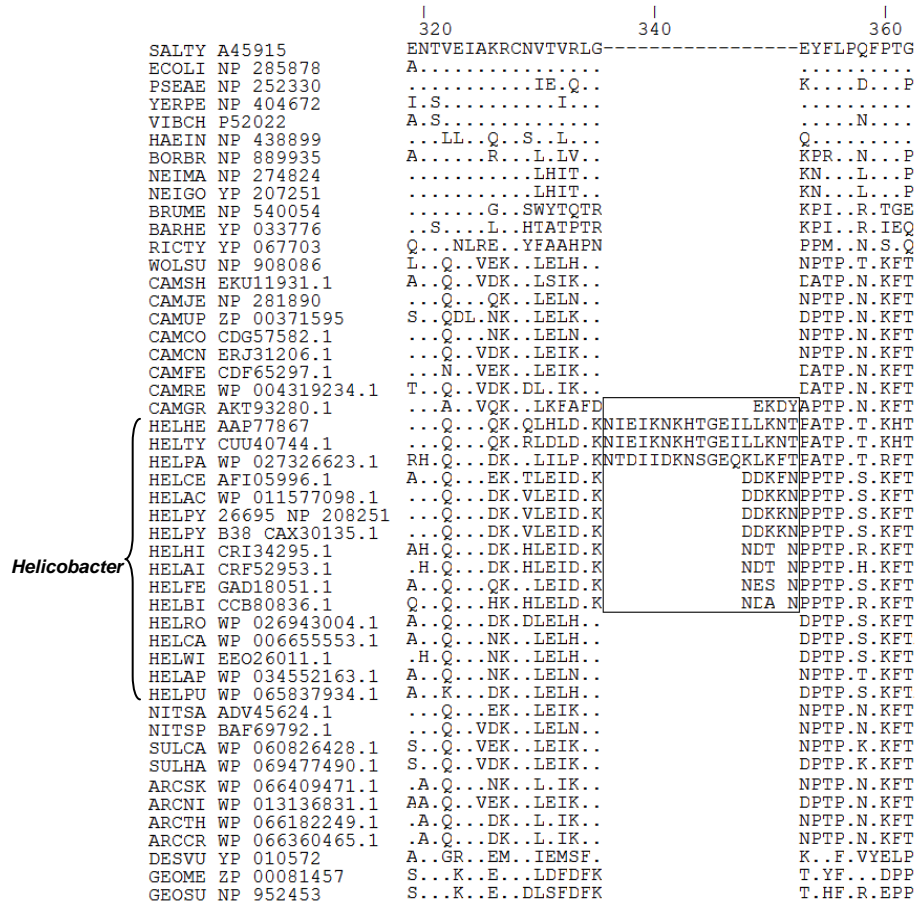 | | |
320 340 360
SALTY A45915 ENTVEIAKRCNVTVRLG-----------------EYFLPQFPTG
ECOLI NP 285878 A................ ..........
PSEAE NP 252330 ...........IE.Q.. K....D...P
YERPE NP 404672 I.S..........I... ..........
VIBCH P52022 A.S.............. .....N....
HAEIN NP 438899 ...LL..Q..S..L... Q.........
BORBR NP 889935 A......R...L.LV.. KPR..N...P
NEIMA NP 274824 ...........LHIT.. KN...L...P
NEIGO YP 207251 ...........LHIT.. KN...L...P
BRUME NP 540054 .......G..SWYTQTR KPI..R.TGE
BARHE YP 033776 ..S....L..HTATPTR KPI..R.IEQ
RICTY YP 067703 Q...NLRE..YFAAHPN PPM..N.S.Q
WOLSU NP 908086 L..Q..VEK..LELH.. NPTP.T.KFT
CAMSH EKU11931.1 A..Q..VDK..LSIK.. DATP.N.KFT
CAMJE NP 281890 ...Q...QK..LELN.. NPTP.N.KFT
CAMUP ZP 00371595 S..QDL.NK..LELK.. DPTP.N.KFT
CAMCO CDG57582.1 ...Q...NK..LELN.. NPTP.N.KFT
CAMCN ERJ31206.1 ...Q..VDK..LEIK.. DPTP.N.KFT
CAMFE CDF65297.1 ...N..VEK..LEIK.. DATP.N.KFT
CAMRE WP 004319234.1 T..Q..VDK.DL.IK.. DATP.N.KFT
CAMGR AKT93280.1 ...A..VQK..LKFAFD EKDYAPTP.N.KFT
HELHE AAP77867 ...Q...QK.QLHLD.KNIEIKNKHTGEILLKNTPATP.T.KHT
HELTY CUU40744.1 ...Q...QK.RLDLD.KNIEIKNKHTGEILLKNTPATP.T.KHT
HELPA WP 027326623.1 RH.Q...DK..LILP.KNTDIIDKNSGEQKLKFTPATP.T.RFT
HELCE AFI05996.1 A..Q...EK.TLEID.K DDKFNPPTP.S.KFT
HELAC WP 011577098.1 ...Q...DK.VLEID.K DDKKNPPTP.S.KFT
HELPY 26695 NP 208251 ...Q...DK.VLEID.K DDKKNPPTP.S.KFT
HELPY B38 CAX30135.1 ...Q...DK.VLEID.K DDKKNPPTP.S.KFT
HELHI CRI34295.1 AH.Q...DK.HLEID.K NDT NPPTP.R.KFT
Helicobacter
HELAI CRF52953.1 .H.Q...DK.HLEID.K NDT NPPTP.H.KFT
HELFE GAD18051.1 A..Q...QK.HLEID.K NES NPPTP.S.KFT
HELBI CCB80836.1 Q..Q...HK.HLELD.K NDA NPPTP.R.KFT
HELRO WP 026943004.1 A..Q...DK.DLELH.. DPTP.S.KFT
HELCA WP 006655553.1 A..Q...NK..LELH.. DPTP.S.KFT
HELWI EEO26011.1 .H.Q...NK..LELH.. DPTP.S.KFT
HELAP WP 034552163.1 A..Q...NK..LELN.. NPTP.T.KFT
HELPU WP 065837934.1 A..K...DK..LELH.. DPTP.S.KFT
NITSA ADV45624.1 ...Q...EK..LEIK.. NPTP.N.KFT
NITSP BAF69792.1 ...Q..VDK..LELN.. NPTP.N.KFT
SULCA WP 060826428.1 S..Q..VEK..LEIK.. NPTP.K.KFT
SULHA WP 069477490.1 S..Q..VDK..LEIK.. DPTP.K.KFT
ARCSK WP 066409471.1 .A.Q...NK..L.IK.. NPTP.N.KFT
ARCNI WP 013136831.1 AA.Q..VEK..LEIK.. DPTP.N.KFT
ARCTH WP 066182249.1 .A.Q...DK..L.IK.. NPTP.N.KFT
ARCCR WP 066360465.1 .A.Q...DK..L.IK.. NPTP.N.KFT
DESVU YP 010572 A..GR..EM..IEMSF. K..F.VYELP
GEOME ZP 00081457 S...K..E...LDFDFK T.YF...DPP
GEOSU NP 952453 S...K..E..DLSFDFK T.HF.R.EPP